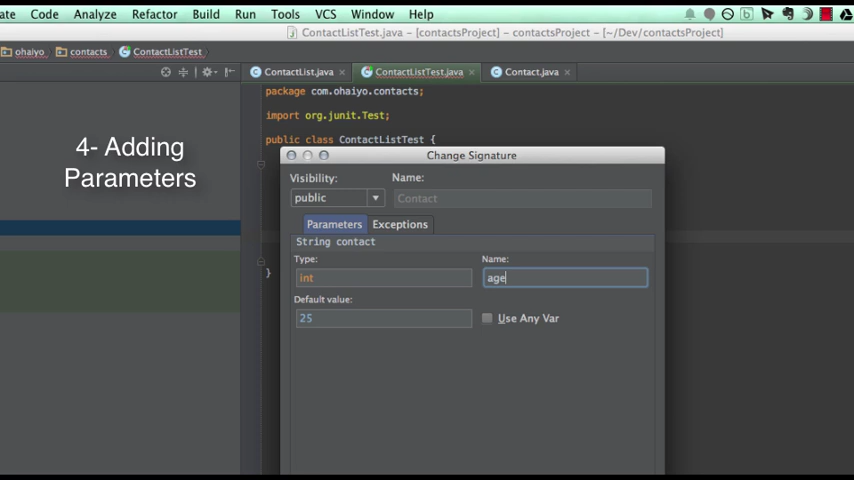 ate Code Analyze Refactor Build Run Tools VCS Window Help
ContactListTest.java - [contactsProject] - contactsProject - [~/Dev/contactsProject]
ohaiyo contacts ContactListTest
ContactList.java ContactListTest.java Contact.java
package com.ohaiyo.contacts;
import org.junit.Test;
public class ContactListTest {
4- Adding
Parameters
Change Signature
Visibility: Name:
public Contact
Parameters Exceptions
String contact
Type: Name:
int age
}
Default value:
25 Use Any Var